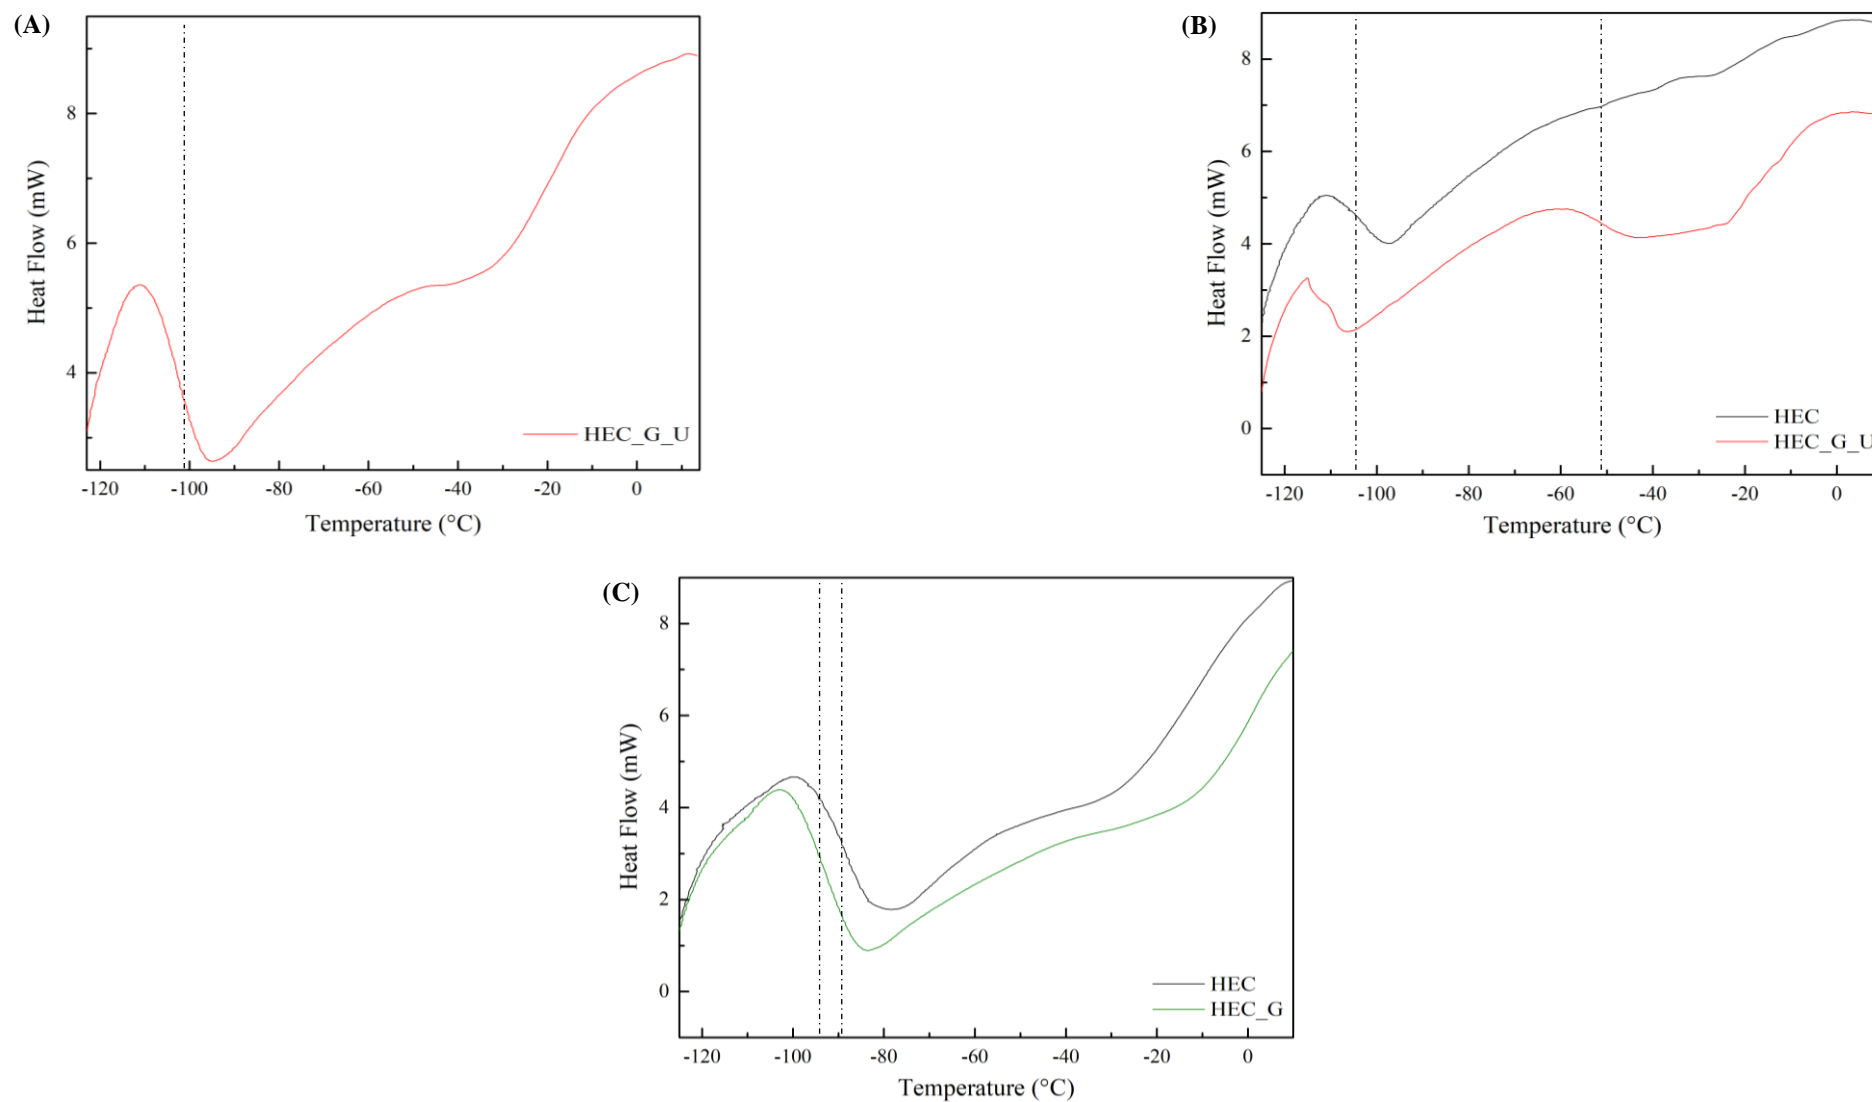 (A)
Heat Flow (mW)
8
6
4
-120 -100 -80 -60 -40 -20 0
Temperature (°C)
HEC_G_U
(B)
Heat Flow (mW)
8
6
4
2
0
-120 -100 -80 -60 -40 -20 0
Temperature (°C)
HEC
HEC_G_U
(C)
Heat Flow (mW)
8
6
4
2
0
-120 -100 -80 -60 -40 -20 0
Temperature (°C)
HEC
HEC_G